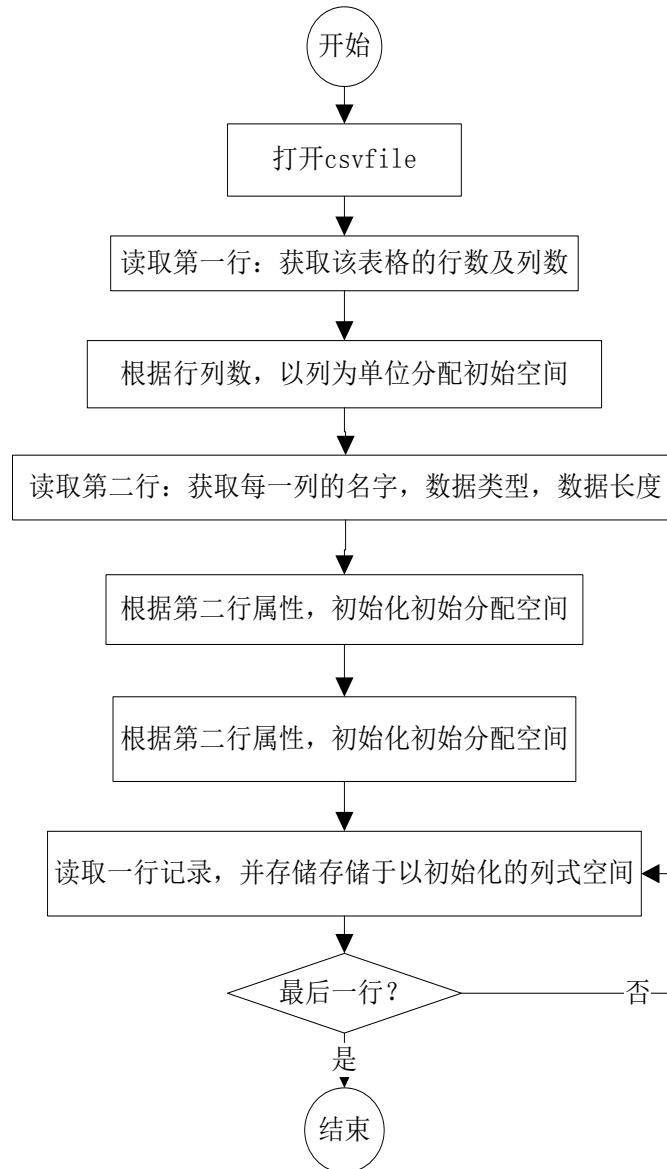 开始
打开csvfile
读取第一行：获取该表格的行数及列数
根据行列数，以列为单位分配初始空间
读取第二行：获取每一列的名字，数据类型，数据长度
根据第二行属性，初始化初始分配空间
根据第二行属性，初始化初始分配空间
读取一行记录，并存储存储于以初始化的列式空间
最后一行？
否
是
结束